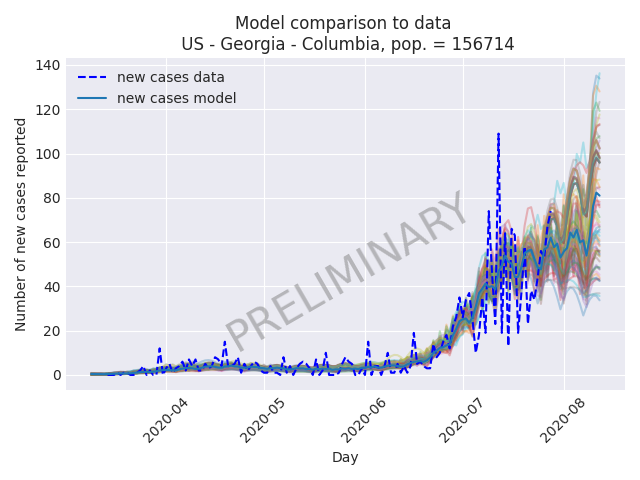 Model comparison to data
US - Georgia - Columbia, pop. = 156714
new cases data
new cases model
PRELIMINARY
Number of new cases reported
140
120
100
80
60
40
20
0
2020-04
2020-05
2020-06
2020-07
2020-08
Day